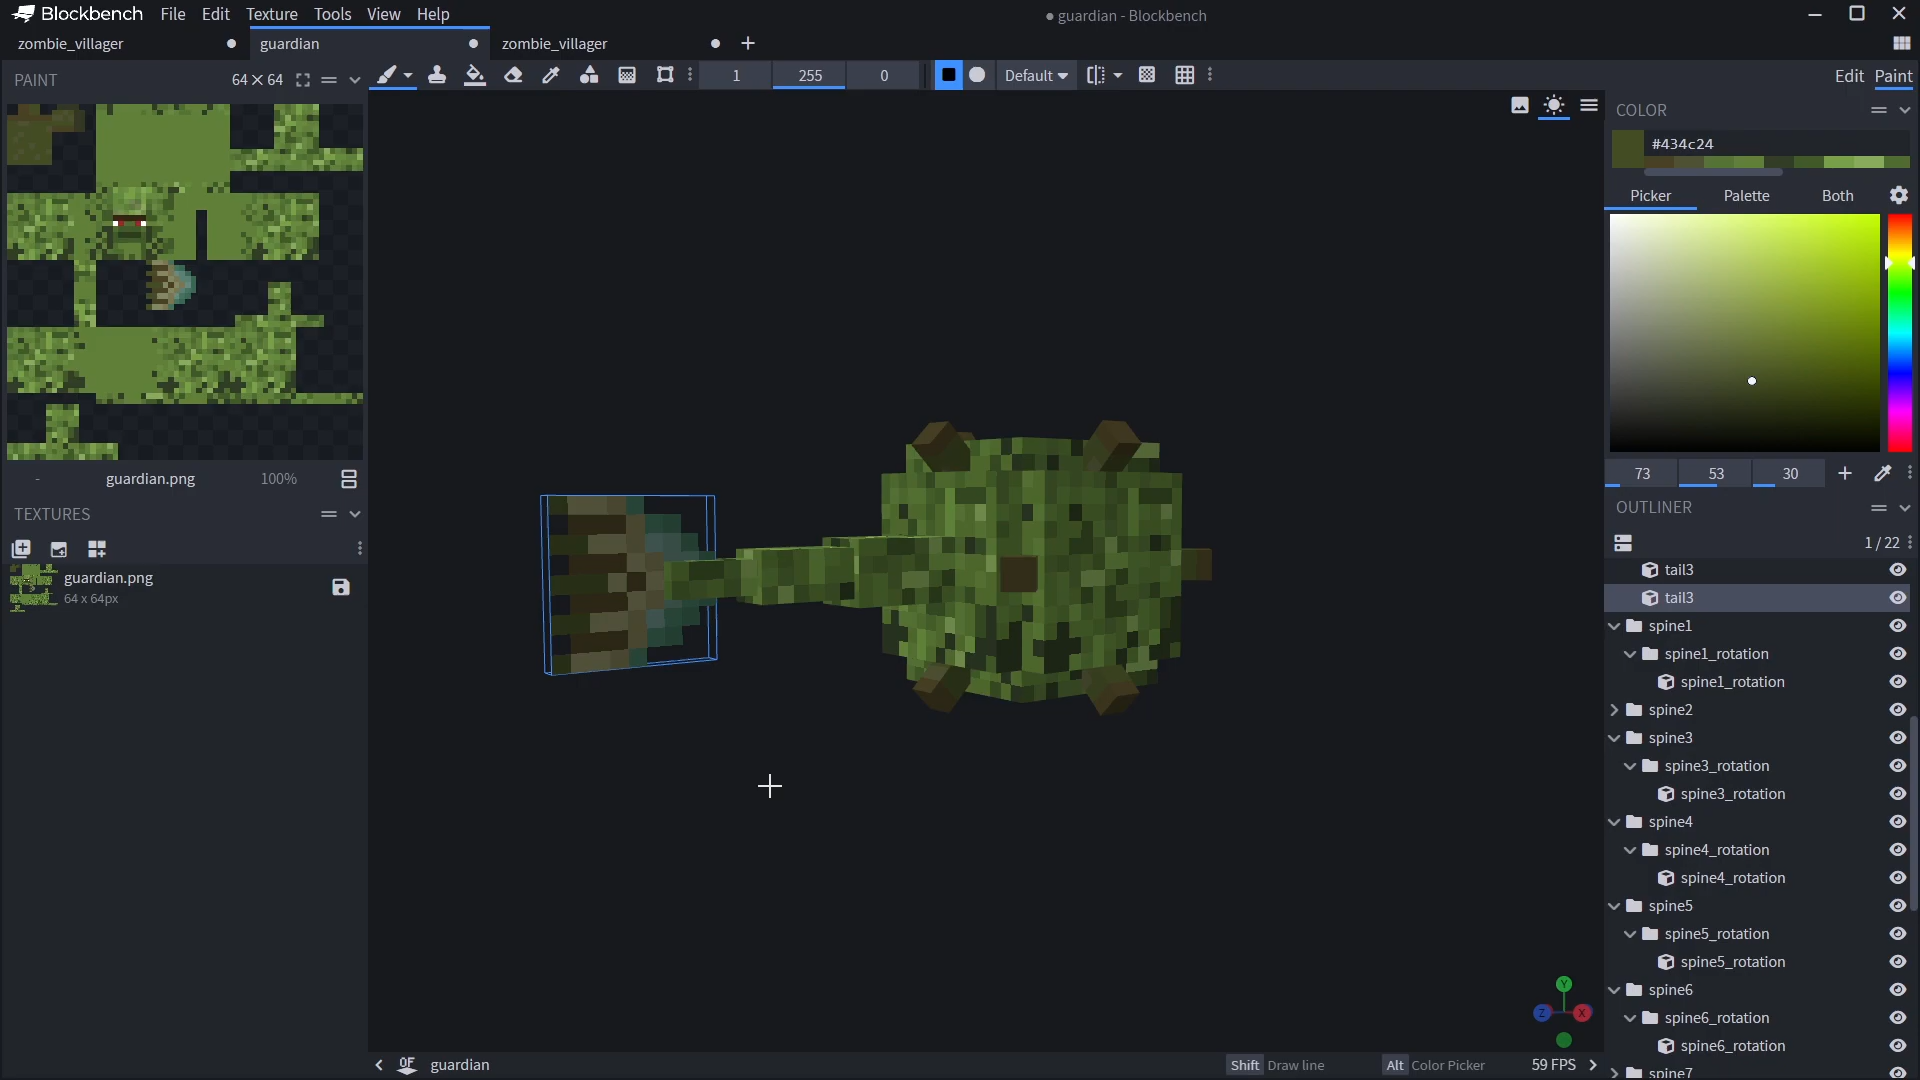 Blockbench File Edit Texture Tools View Help
guardian - Blockbench
zombie_villager
guardian
zombie_villager
PAINT 64×64
1 255 0 Default
Edit Paint
COLOR
#434c24
Picker Palette Both
73 53 30
guardian.png 100%
TEXTURES
guardian.png
64 x 64px
OUTLINER
1 / 22
tail3
tail3
spine1
spine1_rotation
spine1_rotation
spine2
spine3
spine3_rotation
spine3_rotation
spine4
spine4_rotation
spine4_rotation
spine5
spine5_rotation
spine5_rotation
spine6
spine6_rotation
spine6_rotation
spine7
Y
Z X
OF guardian
Shift Draw line Alt Color Picker 59 FPS